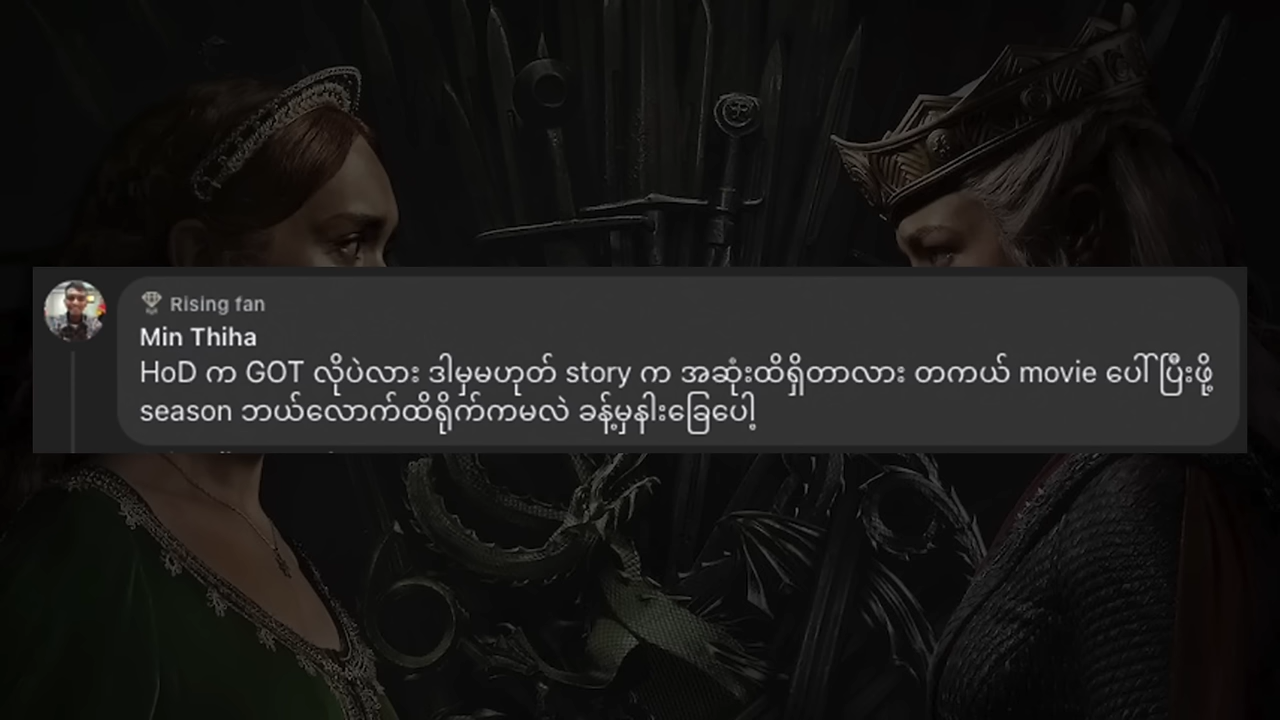 Rising fan
Min Thiha
HoD က GOT လိုပဲလား ဒါမှမဟုတ် story က အဆုံးထိရှိတာလား တကယ် movie ပေါ်ပြီးဖို့
season ဘယ်လောက်ထိရိုက်ကမလဲ ခန့်မှနါးခြေပေါ့